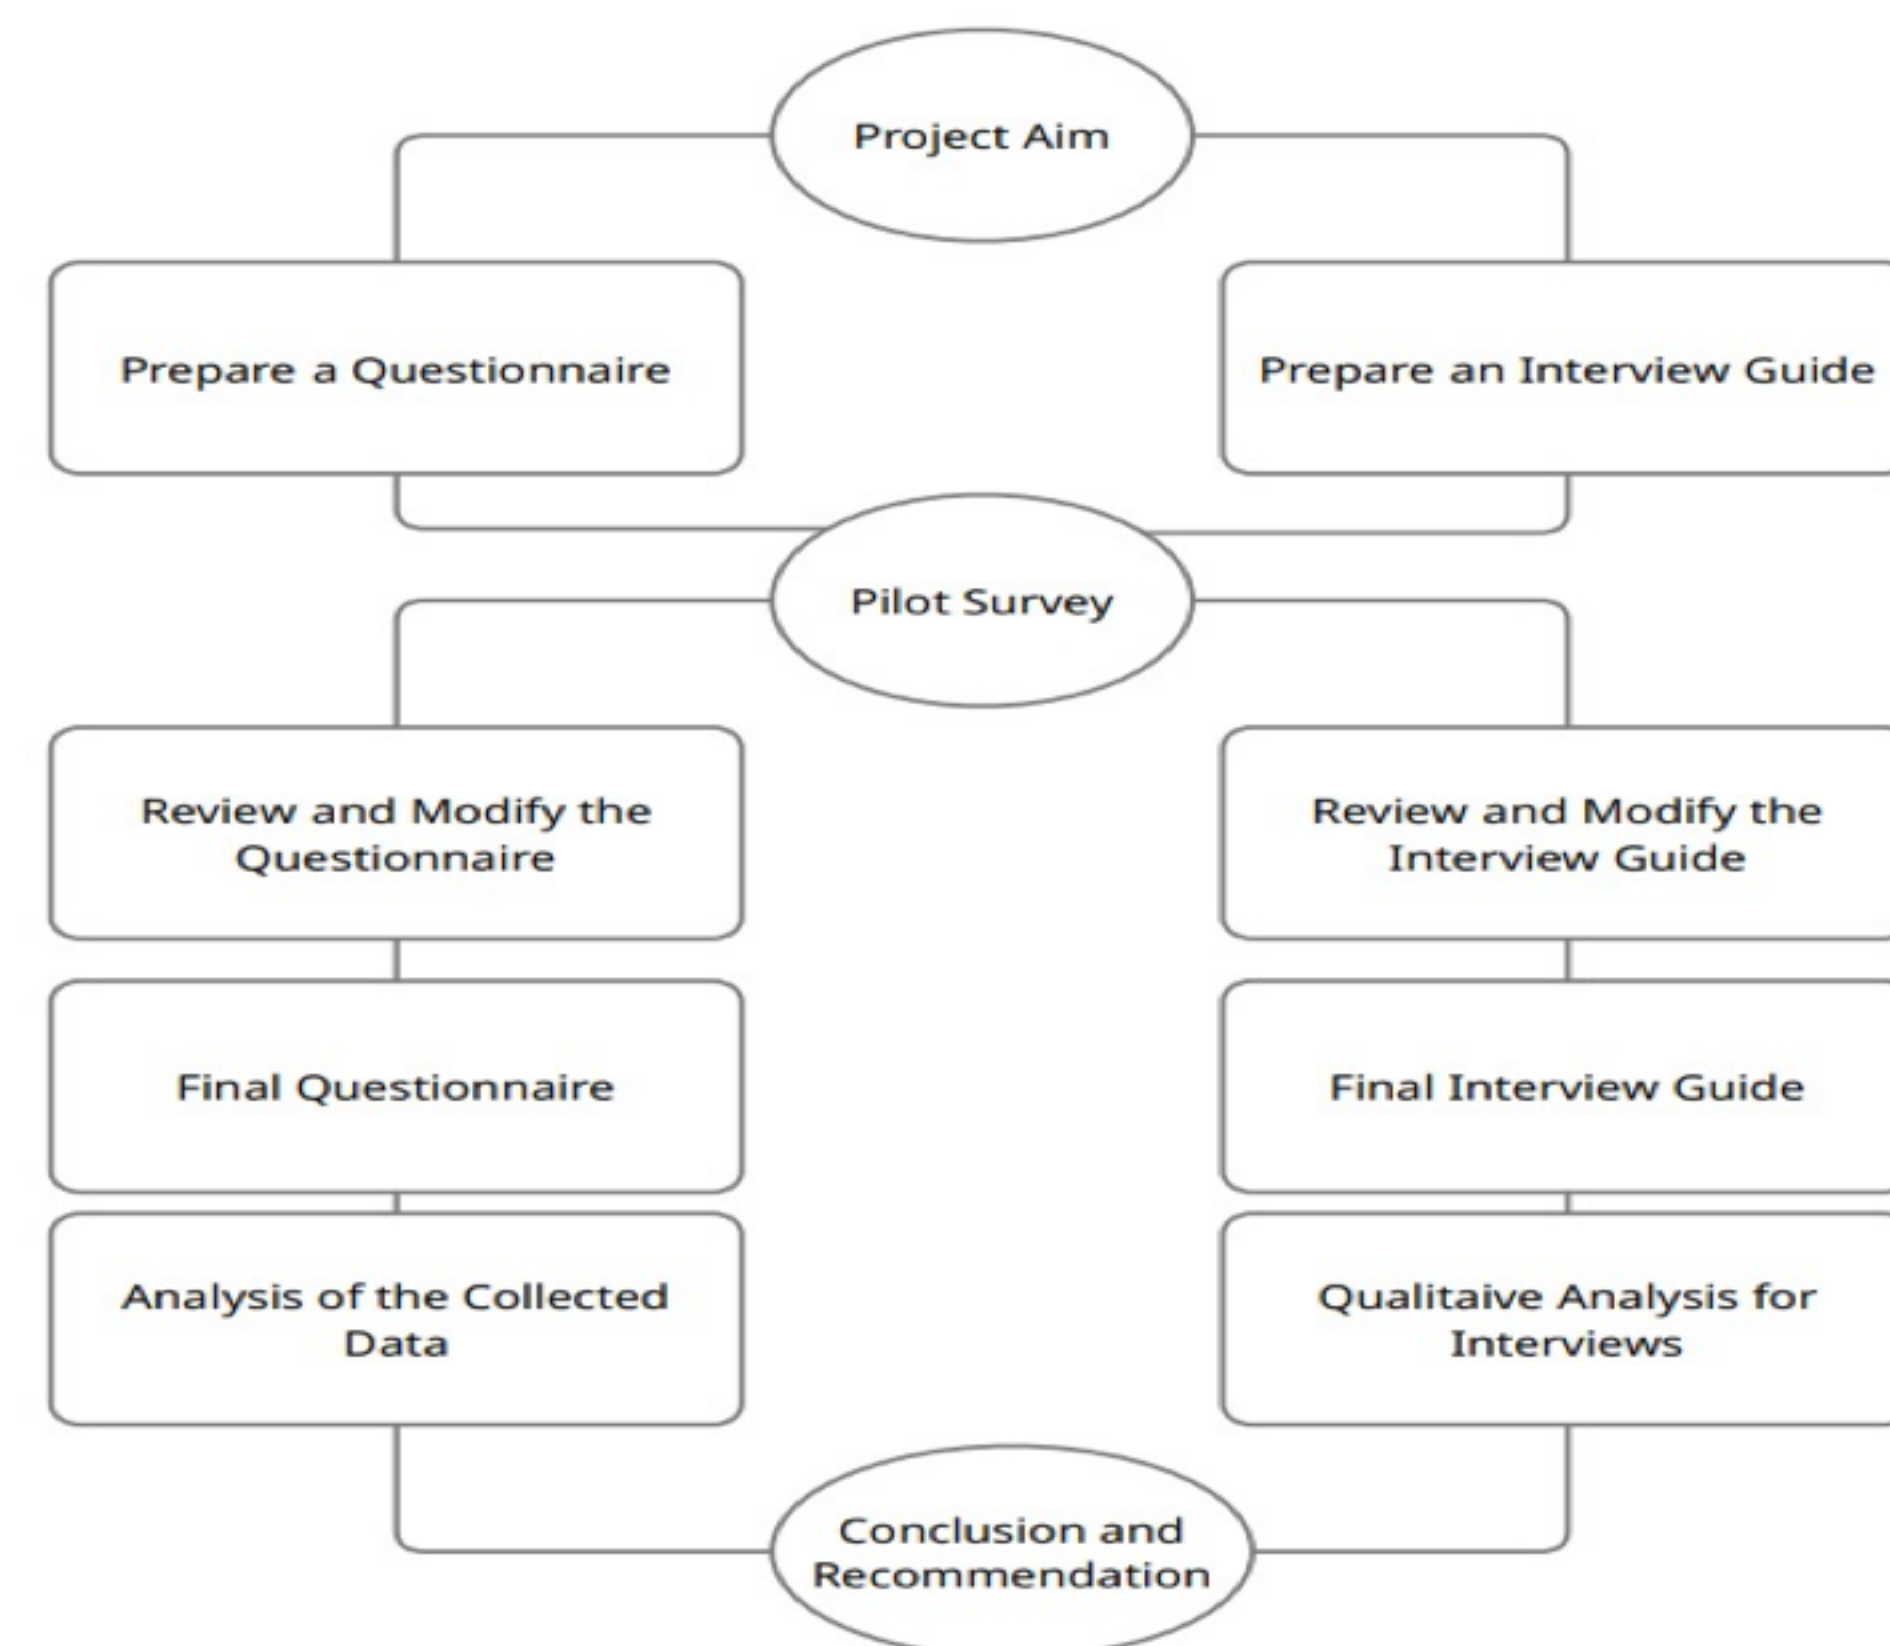 Project Aim
Prepare a Questionnaire
Prepare an Interview Guide
Pilot Survey
Review and Modify the
Questionnaire
Review and Modify the
Interview Guide
Final Questionnaire
Final Interview Guide
Analysis of the Collected
Data
Qualitaive Analysis for
Interviews
Conclusion and
Recommendation